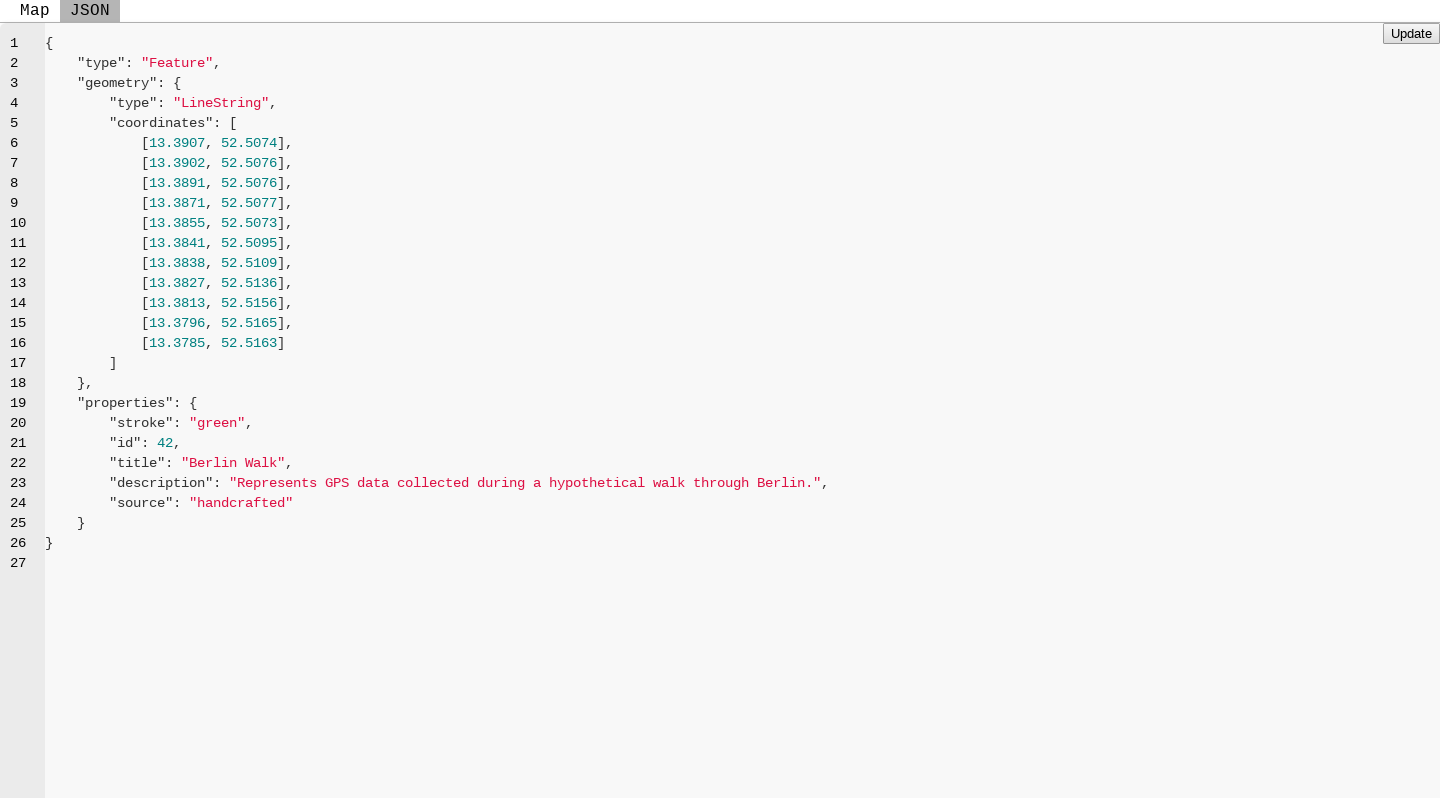 Map JSON
Update
1 {
2     "type": "Feature",
3     "geometry": {
4         "type": "LineString",
5         "coordinates": [
6             [13.3907, 52.5074],
7             [13.3902, 52.5076],
8             [13.3891, 52.5076],
9             [13.3871, 52.5077],
10             [13.3855, 52.5073],
11             [13.3841, 52.5095],
12             [13.3838, 52.5109],
13             [13.3827, 52.5136],
14             [13.3813, 52.5156],
15             [13.3796, 52.5165],
16             [13.3785, 52.5163]
17         ]
18     },
19     "properties": {
20         "stroke": "green",
21         "id": 42,
22         "title": "Berlin Walk",
23         "description": "Represents GPS data collected during a hypothetical walk through Berlin.",
24         "source": "handcrafted"
25     }
26 }
27